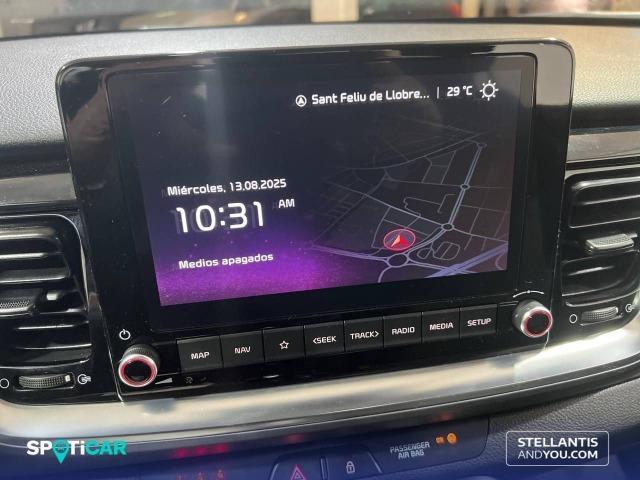 Sant Feliu de Llobre... | 29 °C
Miércoles, 13.08.2025
10:31 AM
Medios apagados
MAP NAV <SEEK TRACK> RADIO MEDIA SETUP
PASSENGER
AIR BAG
SPOTICAR
STELLANTIS
ANDYOU.COM